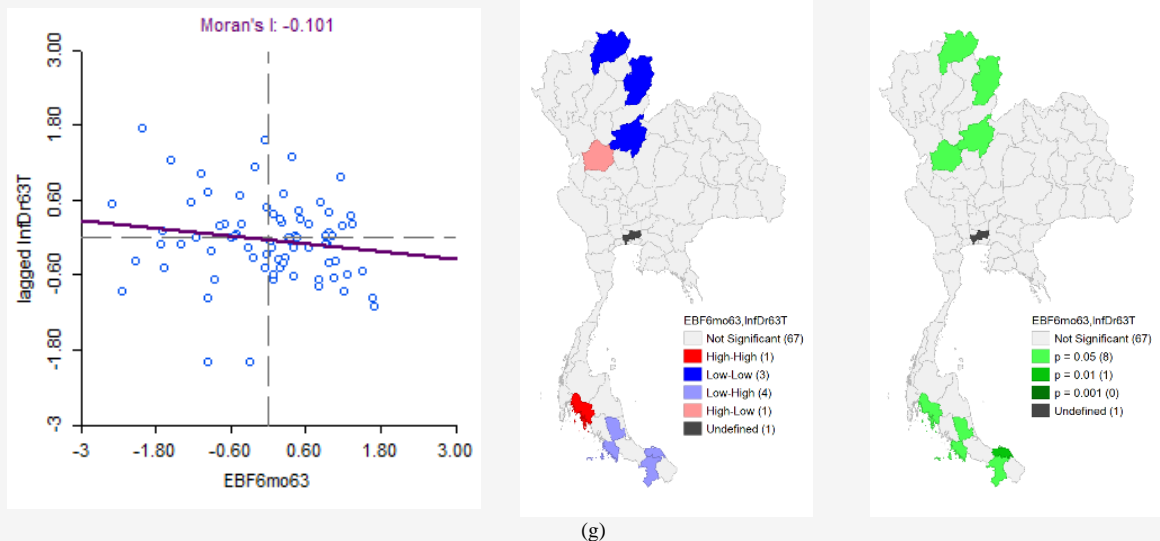 Moran's I: -0.101
3.00
1.80
0.60
-0.60
-1.80
-3
lagged InfDr63T
-3
-1.80
-0.60
0.60
1.80
3.00
EBF6mo63
EBF6mo63,InfDr63T
Not Significant (67)
High-High (1)
Low-Low (3)
Low-High (4)
High-Low (1)
Undefined (1)
EBF6mo63,InfDr63T
Not Significant (67)
p = 0.05 (8)
p = 0.01 (1)
p = 0.001 (0)
Undefined (1)
(g)